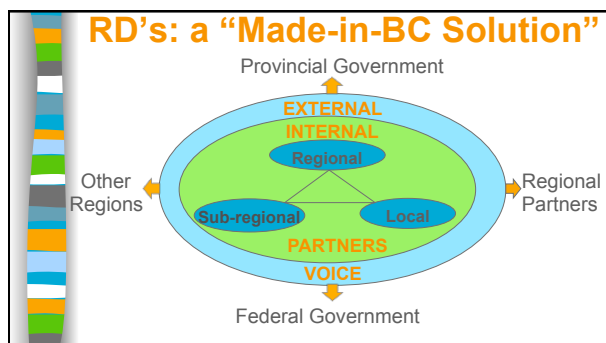 RD's: a “Made-in-BC Solution”
Provincial Government
EXTERNAL
INTERNAL
Regional
Other
Regions
Regional
Partners
Sub-regional
Local
PARTNERS
VOICE
Federal Government